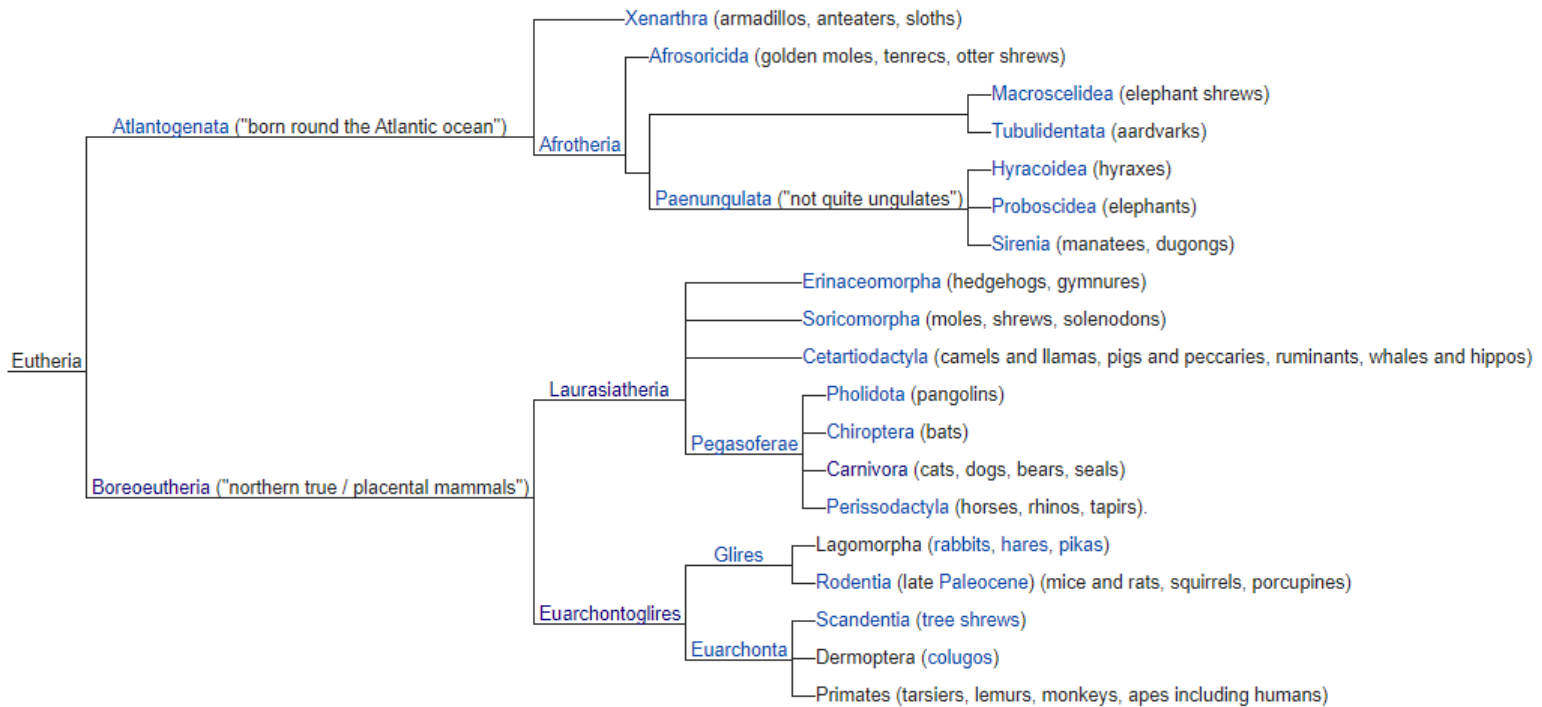 Xenarthra (armadillos, anteaters, sloths)
Afrosoricida (golden moles, tenrecs, otter shrews)
Macroscelidea (elephant shrews)
Atlantogenata ("born round the Atlantic ocean")
Tubulidentata (aardvarks)
Afrotheria
Hyracoidea (hyraxes)
Paenungulata ("not quite ungulates")
Proboscidea (elephants)
Sirenia (manatees, dugongs)
Erinaceomorpha (hedgehogs, gymnures)
Soricomorpha (moles, shrews, solenodons)
Eutheria
Cetartiodactyla (camels and llamas, pigs and peccaries, ruminants, whales and hippos)
Laurasiatheria
Pholidota (pangolins)
Chiroptera (bats)
Pegasoferae
Carnivora (cats, dogs, bears, seals)
Boreoeutheria ("northern true / placental mammals")
Perissodactyla (horses, rhinos, tapirs).
Lagomorpha (rabbits, hares, pikas)
Glires
Rodentia (late Paleocene) (mice and rats, squirrels, porcupines)
Euarchontoglires
Scandentia (tree shrews)
Euarchonta
Dermoptera (colugos)
Primates (tarsiers, lemurs, monkeys, apes including humans)